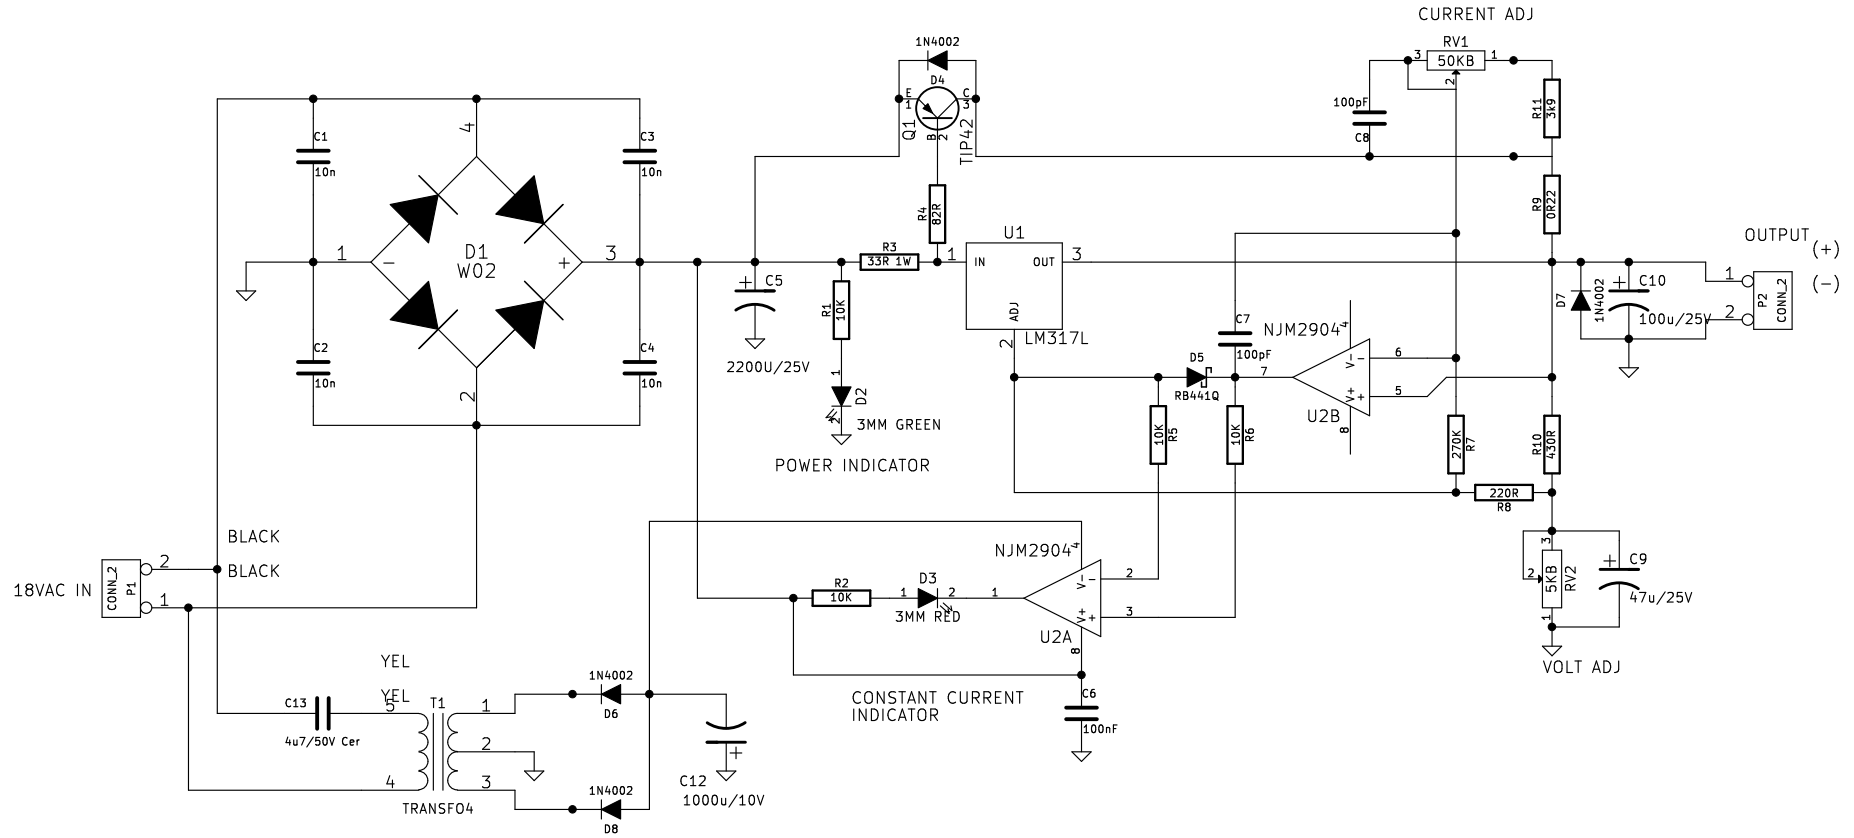 CURRENT ADJ
RV1
3 50KB 1
2
1N4002
D4
E C
1 3
Q1
B 2
TIP42
100pF
C8
R11
3k9
4
C1
10n
C3
10n
R4
82R
R9
0R22
D1
W02
1 3
- +
R3
33R 1W
U1
1 IN OUT 3
ADJ
2
LM317L
OUTPUT (+)
(-)
C5
+
2200U/25V
R1
10K
1
D2
2
3MM GREEN
POWER INDICATOR
C2
10n
C4
10n
2
C7
100pF
NJM2904
4
V- -
V+ +
6
5
7
U2B
8
D5
RB441Q
10K
R5
10K
R6
270K
R7
R10
430R
220R
R8
D7
1N4002
+
C10
100u/25V
1
2
P2
CONN_2
BLACK
BLACK
18VAC IN
CONN_2
P1
2
1
NJM2904
4
V- -
V+ +
2
3
1
U2A
8
R2
10K
D3
1 2
3MM RED
CONSTANT CURRENT
INDICATOR
C6
100nF
3
2
5KB
RV2
1
+
C9
47u/25V
VOLT ADJ
YEL
YEL
C13
4u7/50V Cer
5
4
T1
1
2
3
TRANSFO4
1N4002
D6
1N4002
D8
+
C12
1000u/10V